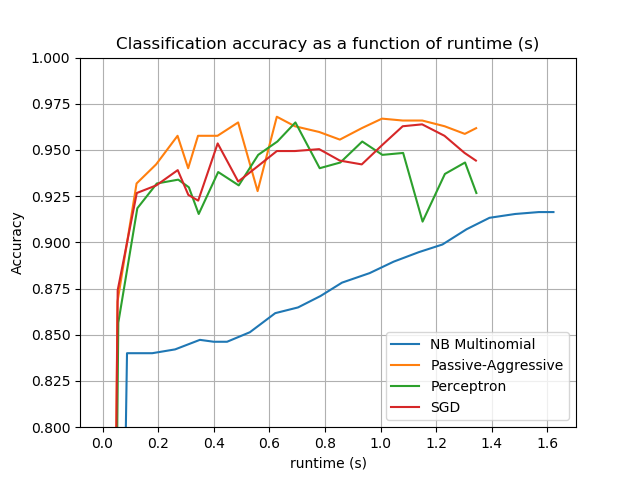 Classification accuracy as a function of runtime (s)
1.000
0.975
0.950
0.925
0.900
0.875
0.850
0.825
0.800
Accuracy
NB Multinomial
Passive-Aggressive
Perceptron
SGD
0.0 0.2 0.4 0.6 0.8 1.0 1.2 1.4 1.6
runtime (s)